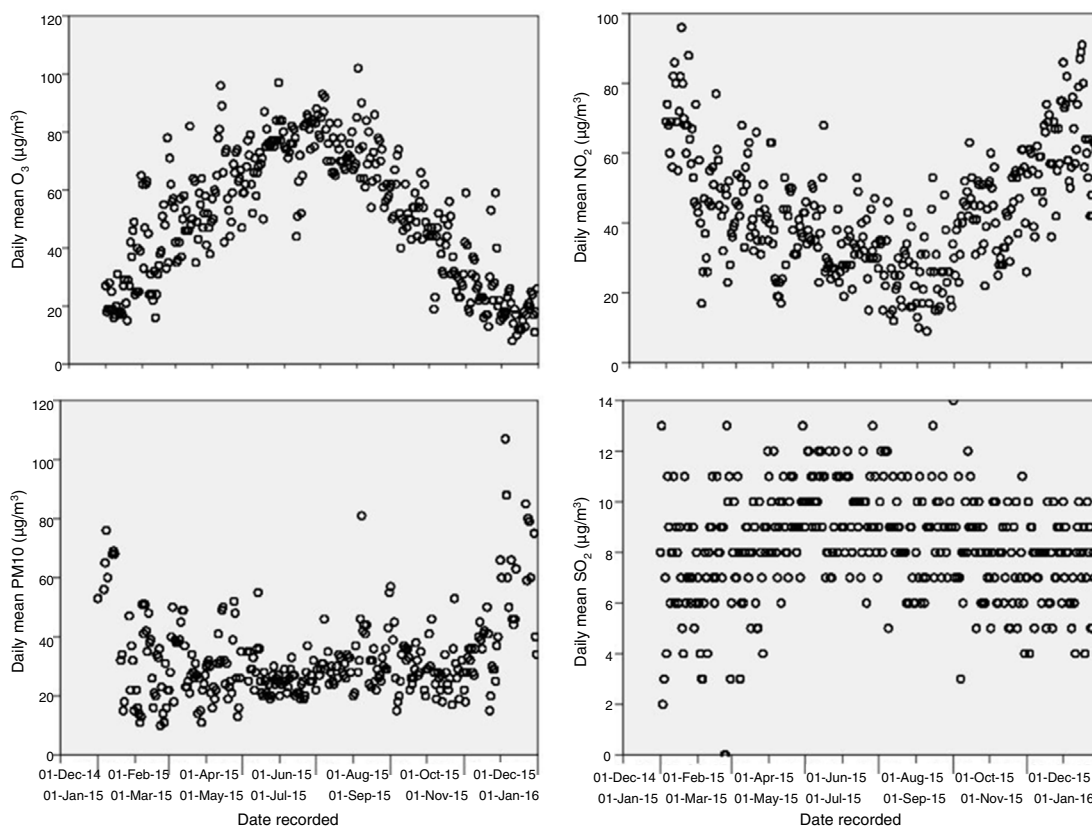 Daily mean O3 (µg/m3)
120
100
80
60
40
20
0
Daily mean NO2 (µg/m3)
100
80
60
40
20
0
Daily mean PM10 (µg/m3)
120
100
80
60
40
20
0
01-Dec-14 01-Feb-15 01-Apr-15 01-Jun-15 01-Aug-15 01-Oct-15 01-Dec-15
01-Jan-15 01-Mar-15 01-May-15 01-Jul-15 01-Sep-15 01-Nov-15 01-Jan-16
Date recorded
Daily mean SO2 (µg/m3)
14
12
10
8
6
4
2
0
01-Dec-14 01-Feb-15 01-Apr-15 01-Jun-15 01-Aug-15 01-Oct-15 01-Dec-15
01-Jan-15 01-Mar-15 01-May-15 01-Jul-15 01-Sep-15 01-Nov-15 01-Jan-16
Date recorded